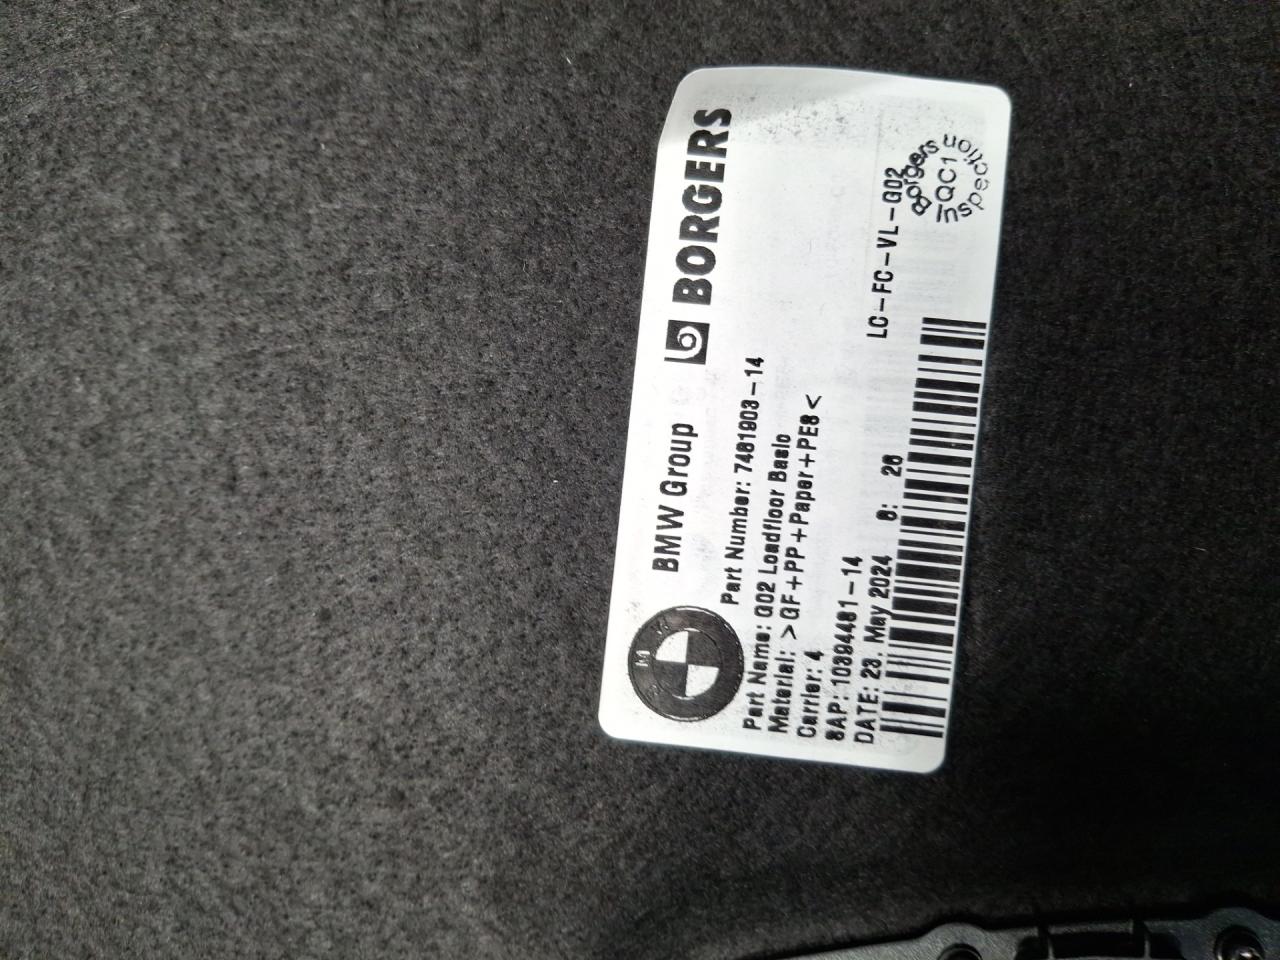 BMW Group
BORGERS
Part Number: 7481903-14
Part Name: G02 Loadfloor Basic
Material: >GF+PP+Paper+PES<
Carrier: 4
SAP: 10394481-14
LC-FC-VL-G02
DATE: 23. May 2024 6: 26
Borgers
QC1
Inspection